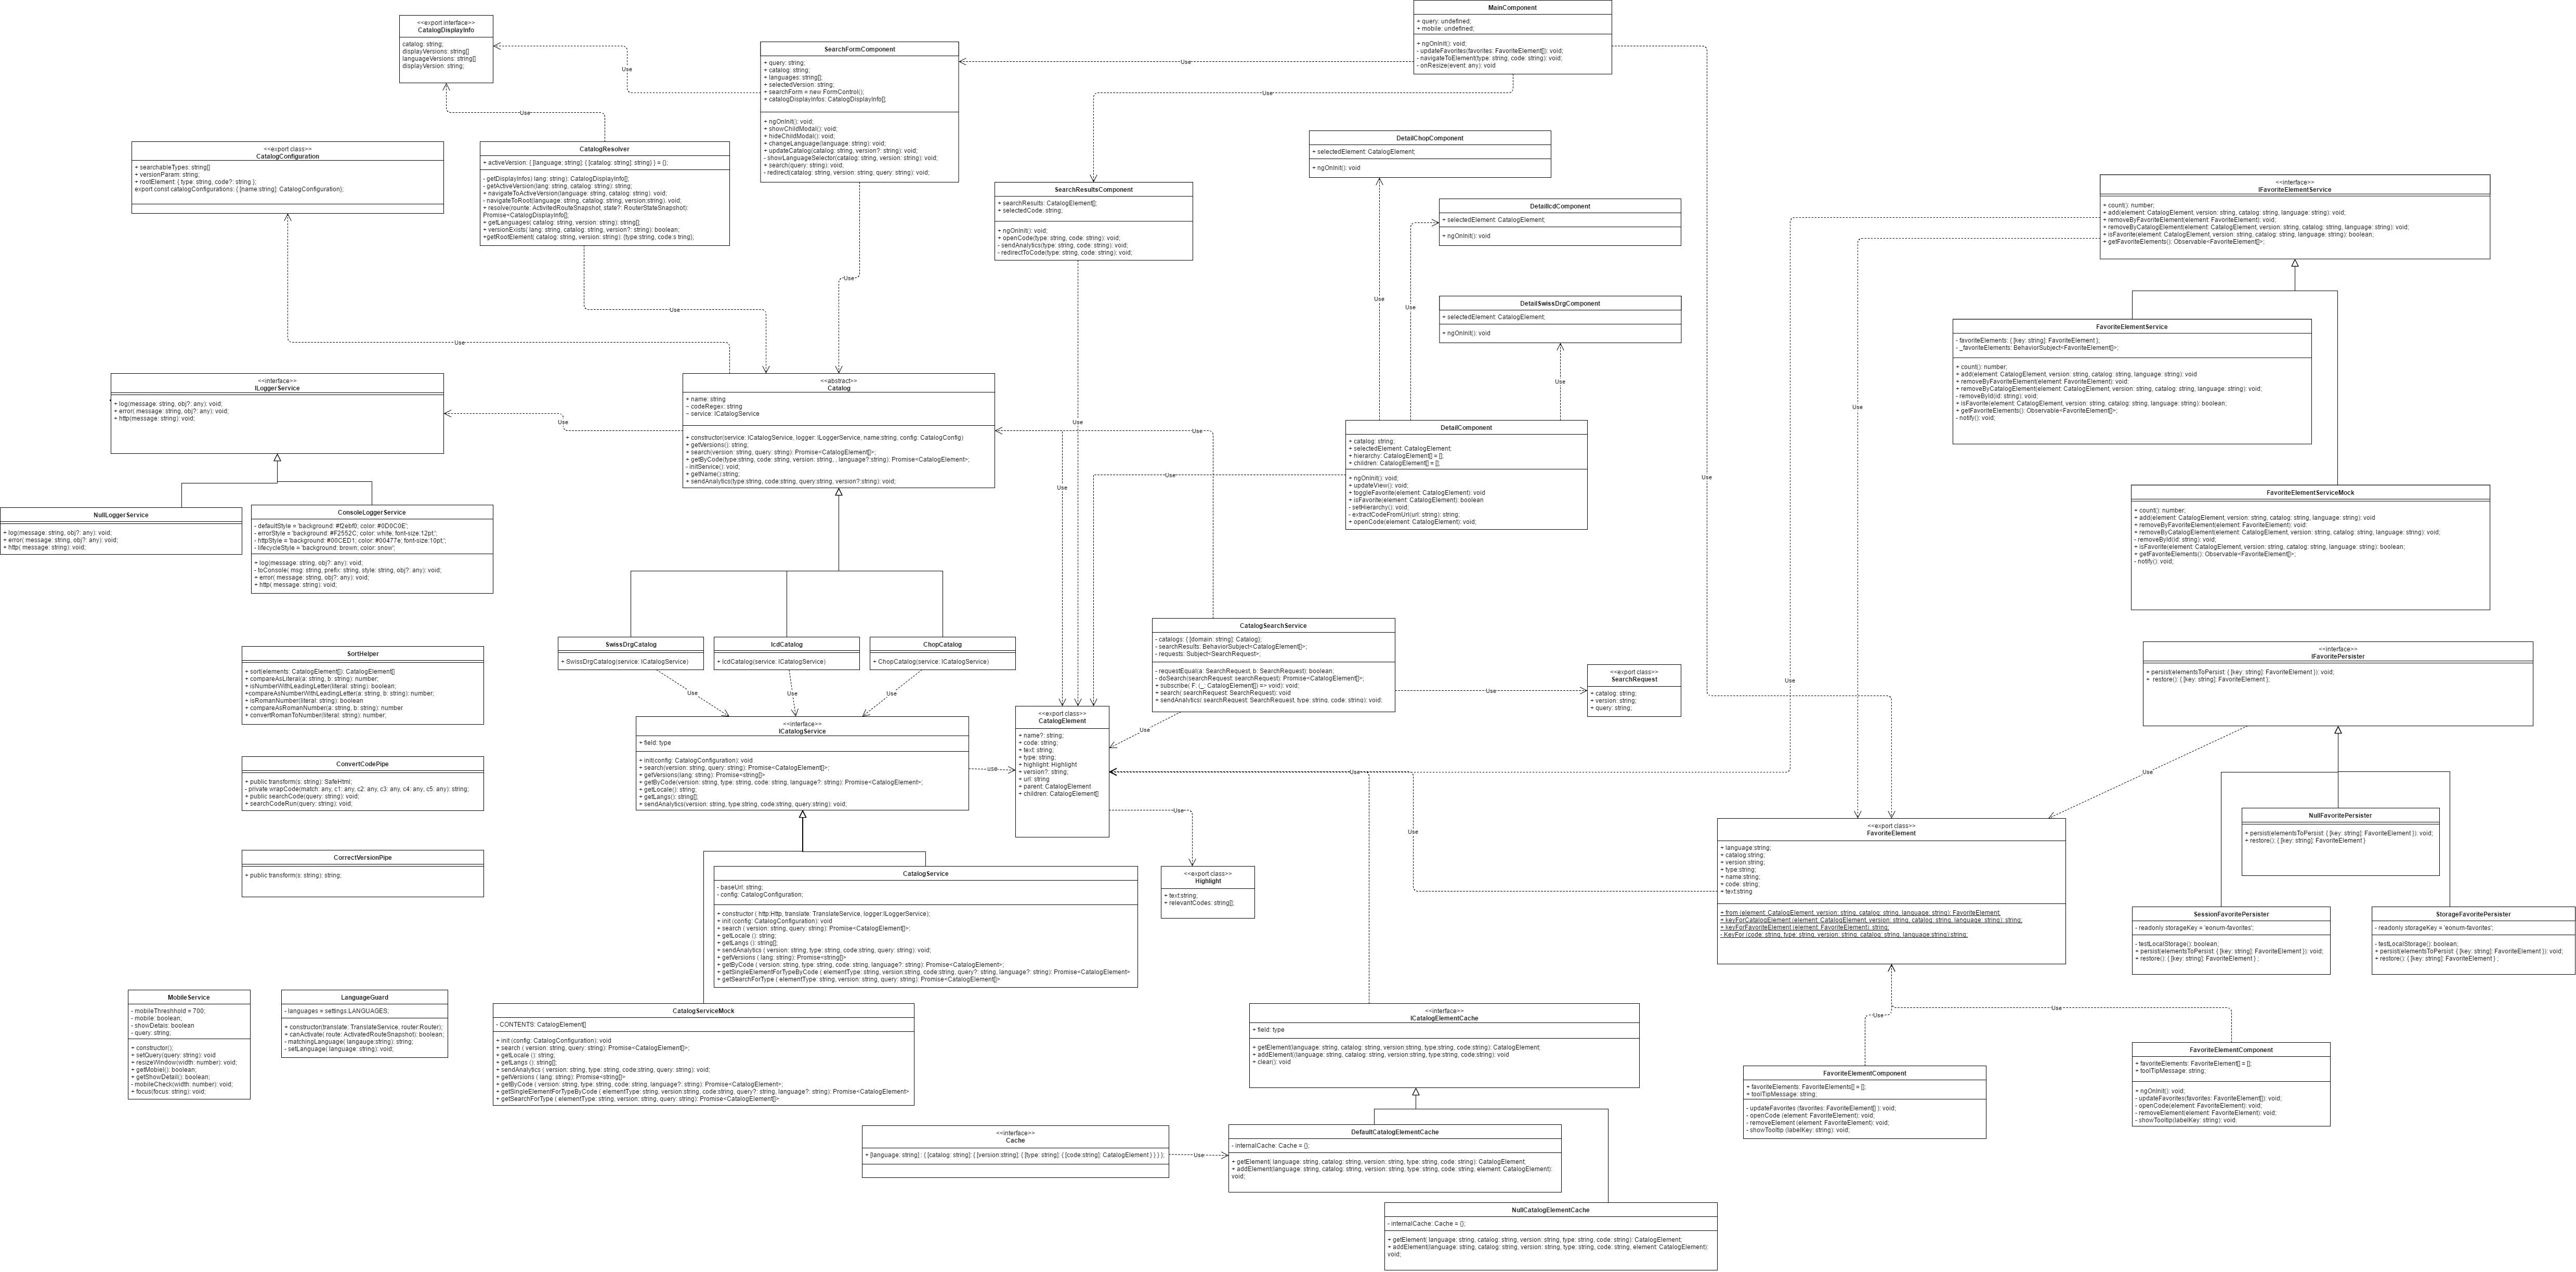 <<export interface>>
CatalogDisplayInfo
catalog: string;
displayVersions: string[]
languageVersions: string[]
displayVersion: string;
SearchFormComponent
+ query: string;
+ catalog: string;
+ languages: string[];
+ selectedVersion: string;
+ searchForm = new FormControl();
+ catalogDisplayInfos: CatalogDisplayInfo[];
+ ngOnInit(): void;
+ showChildModal(): void;
+ hideChildModal(): void;
+ changeLanguage(language: string): void;
+ updateCatalog(catalog: string, version?: string): void;
- showLanguageSelector(catalog: string, version: string): void;
+ search(query: string): void;
- redirect(catalog: string, version: string, query: string): void;
MainComponent
+ query: undefined;
+ mobile: undefined;
+ ngOnInit(): void;
- updateFavorites(favorites: FavoriteElement[]): void;
- navigateToElement(type: string, code: string): void;
- onResize(event: any): void
Use
Use
Use
Use
<<export class>>
CatalogConfiguration
+ searchableTypes: string[]
+ versionParam: string;
+ rootElement: { type: string, code?: string };
export const catalogConfigurations: { [name:string]: CatalogConfiguration};
CatalogResolver
+ activeVersion: { [language: string]: { [catalog: string]: string} } = {};
- getDisplayInfos) lang: string): CatalogDisplayInfo[];
- getActiveVersion(lang: string, catalog: string): string;
+ navigateToActiveVersion(language: string, catalog: string). void;
- navigateToRoot(language: string, catalog: string, version:string). void;
+ resolve(rounte: ActivitedRouteSnapshot, state?: RouterStateSnapshot):
Promise<CatalogDisplayInfo[];
+ getLanguages( catalog: string, version: string): string[];
+ versionExists( lang: string, catalog: string, version?: string): boolean;
+getRootElement( catalog: string, version: string): {type:string, code:s tring};
SearchResultsComponent
+ searchResults: CatalogElement[];
+ selectedCode: string;
+ ngOnInit(): void;
+ openCode(type: string, code: string): void;
- sendAnalytics(type: string, code: string): void;
- redirectToCode(type: string, code: string): void;
DetailChopComponent
+ selectedElement: CatalogElement;
+ ngOnInit(): void
DetailIcdComponent
+ selectedElement: CatalogElement;
+ ngOnInit(): void
DetailSwissDrgComponent
+ selectedElement: CatalogElement;
+ ngOnInit(): void
<<interface>>
IFavoriteElementService
+ count(): number;
+ add(element: CatalogElement, version: string, catalog: string, language: string): void;
+ removeByFavoriteElement(element: FavoriteElement): void;
+ removeByCatalogElement(element: CatalogElement, version: string, catalog: string, language: string): void;
+ isFavorite(element: CatalogElement, version; string, catalog: string, language: string): boolean;
+ getFavoriteElements(): Observable<FavoriteElement[]>;
Use
Use
Use
Use
Use
Use
FavoriteElementService
- favoriteElements: { [key: string]: FavoriteElement };
- _favoriteElements: BehaviorSubject<FavoriteElement[]>;
+ count(): number;
+ add(element: CatalogElement, version: string, catalog: string, language: string): void
+ removeByFavoriteElement(element: FavoriteElement): void:
+ removeByCatalogElement(element: CatalogElement, version: string, catalog: string, language: string): void;
- removeById(id: string): void;
+ isFavorite(element: CatalogElement, version: string, catalog: string, language: string): boolean;
+ getFavoriteElements(): Observable<FavoriteElement[]>;
- notify(): void;
<<interface>>
ILoggerService
+ log(message: string, obj?: any): void;
+ error( message: string, obj?: any): void;
+ http(message: string): void;
<<abstract>>
Catalog
+ name: string;
~ codeRegex: string
~ service: ICatalogService
+ constructor(service: ICatalogService, logger: ILoggerService, name:string, config: CatalogConfig)
+ getVersions(): string;
+ search(version: string, query: string): Promise<CatalogElement[]>;
+ getByCode(type:string, code: string, version: string, , language?:string): Promise<CatalogElement>;
- initService(): void;
+ getName():string;
+ sendAnalytics(type:string, code:string, query:string, version?:string): void;
DetailComponent
+ catalog: string;
+ selectedElement: CatalogElement;
+ hierarchy: CatalogElement[] = [];
+ children: CatalogElement[] = [];
+ ngOnInit(): void;
+ updateView(): void;
+ toggleFavorite(element: CatalogElement): void
+ isFavorite(element: CatalogElement): boolean
- setHierarchy(): void;
- extractCodeFromUrl(url: string): string;
+ openCode(element: CatalogElement): void;
Use
Use
Use
Use
Use
Use
Use
Use
FavoriteElementServiceMock
+ count(): number;
+ add(element: CatalogElement, version: string, catalog: string, language: string): void
+ removeByFavoriteElement(element: FavoriteElement): void:
+ removeByCatalogElement(element: CatalogElement, version: string, catalog: string, language: string): void;
- removeById(id: string): void;
+ isFavorite(element: CatalogElement, version: string, catalog: string, language: string): boolean;
+ getFavoriteElements(): Observable<FavoriteElement[]>;
- notify(): void;
NullLoggerService
+ log(message: string, obj?: any): void;
+ error( message: string, obj?: any): void;
+ http( message: string): void;
ConsoleLoggerService
- defaultStyle = 'background: #f2ebf0; color: #0D0C0E';
- errorStyle = 'background: #F2552C; color: white; font-size:12pt;';
- httpStyle = 'background: #00CED1; color: #00477e; font-size:10pt;';
- lifecycleStyle = 'background: brown; color: snow';
+ log(message: string, obj?: any): void;
- toConsole( msg: string, prefix: string, style: string, obj?: any): void;
+ error( message: string, obj?: any): void;
+ http( message: string): void;
SwissDrgCatalog
+ SwissDrgCatalog(service: ICatalogService)
IcdCatalog
+ IcdCatalog(service: ICatalogService)
ChopCatalog
+ ChopCatalog(service: ICatalogService)
CatalogSearchService
- catalogs: { [domain: string]: Catalog};
- searchResults: BehaviorSubject<CatalogElement[]>;
- requests: Subject<SearchRequest>;
- requestEqual(a: SearchRequest, b: SearchRequest): boolean;
- doSearch(searchRequest: searchRequest): Promise<CatalogElement[]>;
+ subscribe( F: (_: CatalogElement[]) => void): void;
+ search( searchRequest: SearchRequest): void
+ sendAnalytics( searchRequest: SearchRequest, type: string, code: string): void;
<<export class>>
SearchRequest
+ catalog: string;
+ version: string;
+ query: string;
<<interface>>
IFavoritePersister
+ persist(elementsToPersist: { [key: string]: FavoriteElement }): void;
+ restore(): { [key: string]: FavoriteElement };
SortHelper
+ sort(elements: CatalogElement[]): CatalogElement[]
+ compareAsLiteral(a: string, b: string): number;
+ isNumberWithLeadingLetter(literal: string): boolean;
+compareAsNumberWithLeadingLetter(a: string, b: string): number;
+ isRomanNumber(literal: string): boolean
+ compareAsRomanNumber(a: string, b: string): number
+ convertRomanToNumber(literal: string): number;
Use
Use
Use
Use
Use
Use
Use
Use
Use
Use
Use
Use
<<interface>>
ICatalogService
+ field: type
+ init(config: CatalogConfiguration): void
+ search(version: string, query: string): Promise<CatalogElement[]>;
+ getVersions(lang: string): Promise<string[]>
+ getByCode(version: string, type: string, code: string, language?: string): Promise<CatalogElement>;
+ getLocale(): string;
+ getLangs(): string[];
+ sendAnalytics(version: string, type:string, code:string, query:string): void;
<<export class>>
CatalogElement
+ name?: string;
+ code: string;
+ text: string;
+ type: string;
+ highlight: Highlight
+ version?: string;
+ url: string
+ parent: CatalogElement
+ children: CatalogElement[]
ConvertCodePipe
+ public transform(s: string): SafeHtml;
- private wrapCode(match: any, c1: any, c2: any, c3: any, c4: any, c5: any): string;
+ public searchCode(query: string): void;
+ searchCodeRun(query: string): void;
CorrectVersionPipe
+ public transform(s: string): string;
CatalogService
- baseUrl: string;
- config: CatalogConfiguration;
+ constructor ( http:Http, translate: TranslateService, logger:ILoggerService);
+ init (config: CatalogConfiguration): void
+ search ( version: string, query: string): Promise<CatalogElement[]>;
+ getLocale (): string;
+ getLangs (): string[];
+ sendAnalytics ( version: string, type: string, code:string, query: string): void;
+ getVersions ( lang: string): Promise<string[]>
+ getByCode ( version: string, type: string, code: string, language?: string): Promise<CatalogElement>;
+ getSingleElementForTypeByCode ( elementType: string, version:string, code:string, query?: string, language?: string): Promise<CatalogElement>
+ getSearchForType ( elementType: string, version: string, query: string): Promise<CatalogElement[]>
<<export class>>
Highlight
+ text:string,
+ relevantCodes: string[];
<<export class>>
FavoriteElement
+ language:string;
+ catalog:string;
+ version:string;
+ type:string;
+ name:string;
+ code: string;
+ text:string
+ from (element: CatalogElement, version: string, catalog: string, language: string): FavoriteElement,
+ keyForCatalogElement (element: CatalogElement, version: string, catalog: string, language: string): string;
+ keyForFavoriteElement (element: FavoriteElement): string;
- KeyFor (code: string, type: string, version: string, catalog: string, language:string):string;
NullFavoritePersister
+ persist(elementsToPersist: { [key: string]: FavoriteElement }): void;
+ restore(): { [key: string]: FavoriteElement }
SessionFavoritePersister
- readonly storageKey = 'eonum-favorites';
- testLocalStorage(): boolean;
+ persist(elementsToPersist: { [key: string]: FavoriteElement }): void;
+ restore(): { [key: string]: FavoriteElement } ;
StorageFavoritePersister
- readonly storageKey = 'eonum-favorites';
- testLocalStorage(): boolean;
+ persist(elementsToPersist: { [key: string]: FavoriteElement }): void;
+ restore(): { [key: string]: FavoriteElement } ;
MobileService
- mobileThreshhold = 700;
- mobile: boolean;
- showDetais: boolean
- query: string;
+ constructor();
+ setQuery(query: string): void
+ resizeWindow(width: number): void;
+ getMobiel(): boolean;
+ getShowDetail(): boolean;
- mobileCheck(width: number): void;
+ focus(focus: string): void;
LanguageGuard
- languages = settings.LANGUAGES;
+ constructor(translate: TranslateService, router:Router);
+ canActivate( route: ActivatedRouteSnapshot): boolean;
- matchingLanguage( langauge:string): string;
- setLanguage( language: string): void;
CatalogServiceMock
- CONTENTS: CatalogElement[]
+ init (config: CatalogConfiguration): void
+ search ( version: string, query: string): Promise<CatalogElement[]>;
+ getLocale (): string;
+ getLangs (): string[];
+ sendAnalytics ( version: string, type: string, code:string, query: string): void;
+ getVersions ( lang: string): Promise<string[]>
+ getByCode ( version: string, type: string, code: string, language?: string): Promise<CatalogElement>;
+ getSingleElementForTypeByCode ( elementType: string, version:string, code:string, query?: string, language?: string): Promise<CatalogElement>
+ getSearchForType ( elementType: string, version: string, query: string): Promise<CatalogElement[]>
<<interface>>
ICatalogElementCache
+ field: type
+ getElement(language: string, catalog: string, version:string, type:string, code:string): CatalogElement;
+ addElement(language: string, catalog: string, version:string, type:string, code:string): void
+ clear(): void
Use
Use
FavoriteElementComponent
+ favoriteElements: FavoriteElements[] = [];
+ toolTipMessage: string;
- updateFavorites (favorites: FavoriteElement[] ): void;
- openCode (element: FavoriteElement): void;
- removeElement (element: FavoriteElement): void;
- showTooltip (labelKey: string): void;
FavoriteElementComponent
+ favoriteElements: FavoriteElement[] = [];
+ toolTipMessage: string;
+ ngOnInit(): void;
- updateFavorites(favorites: FavoriteElement[]): void;
- openCode(element: FavoriteElement): void;
- removeElement(element: FavoriteElement): void;
- showTooltip(labelKey: string): void:
<<interface>>
Cache
+ [language: string] : { [catalog: string]: { [version:string]: { [type: string]: { [code:string]: CatalogElement } } } };
Use
DefaultCatalogElementCache
- internalCache: Cache = {};
+ getElement( language: string, catalog: string, version: string, type: string, code: string): CatalogElement;
+ addElement(language: string, catalog: string, version: string, type: string, code: string, element: CatalogElement):
void;
NullCatalogElementCache
- internalCache: Cache = {};
+ getElement( language: string, catalog: string, version: string, type: string, code: string): CatalogElement;
+ addElement(language: string, catalog: string, version: string, type: string, code: string, element: CatalogElement):
void;